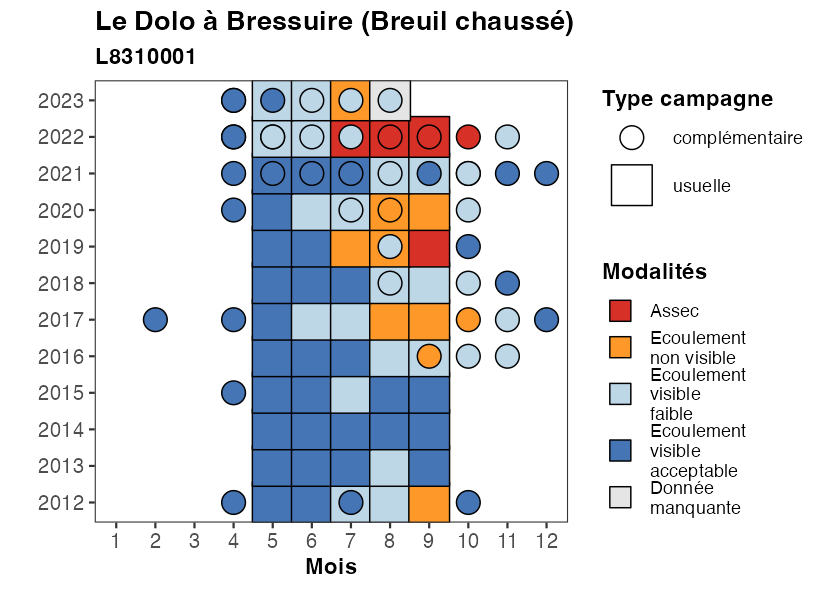 Le Dolo à Bressuire (Breuil chaussé)
L8310001
2023
2022
2021
2020
2019
2018
2017
2016
2015
2014
2013
2012
1 2 3 4 5 6 7 8 9 10 11 12
Mois
Type campagne
complémentaire
usuelle
Modalités
Assec
Ecoulement
non visible
Ecoulement
visible
faible
Ecoulement
visible
acceptable
Donnée
manquante